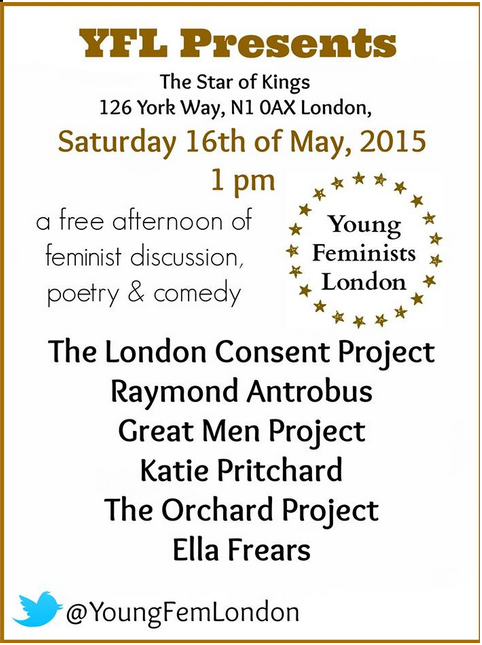 YFL Presents
The Star of Kings
126 York Way, N1 0AX London,
Saturday 16th of May, 2015
1 pm
a free afternoon of
feminist discussion,
poetry & comedy
Young
Feminists
London
The London Consent Project
Raymond Antrobus
Great Men Project
Katie Pritchard
The Orchard Project
Ella Frears
@YoungFemLondon